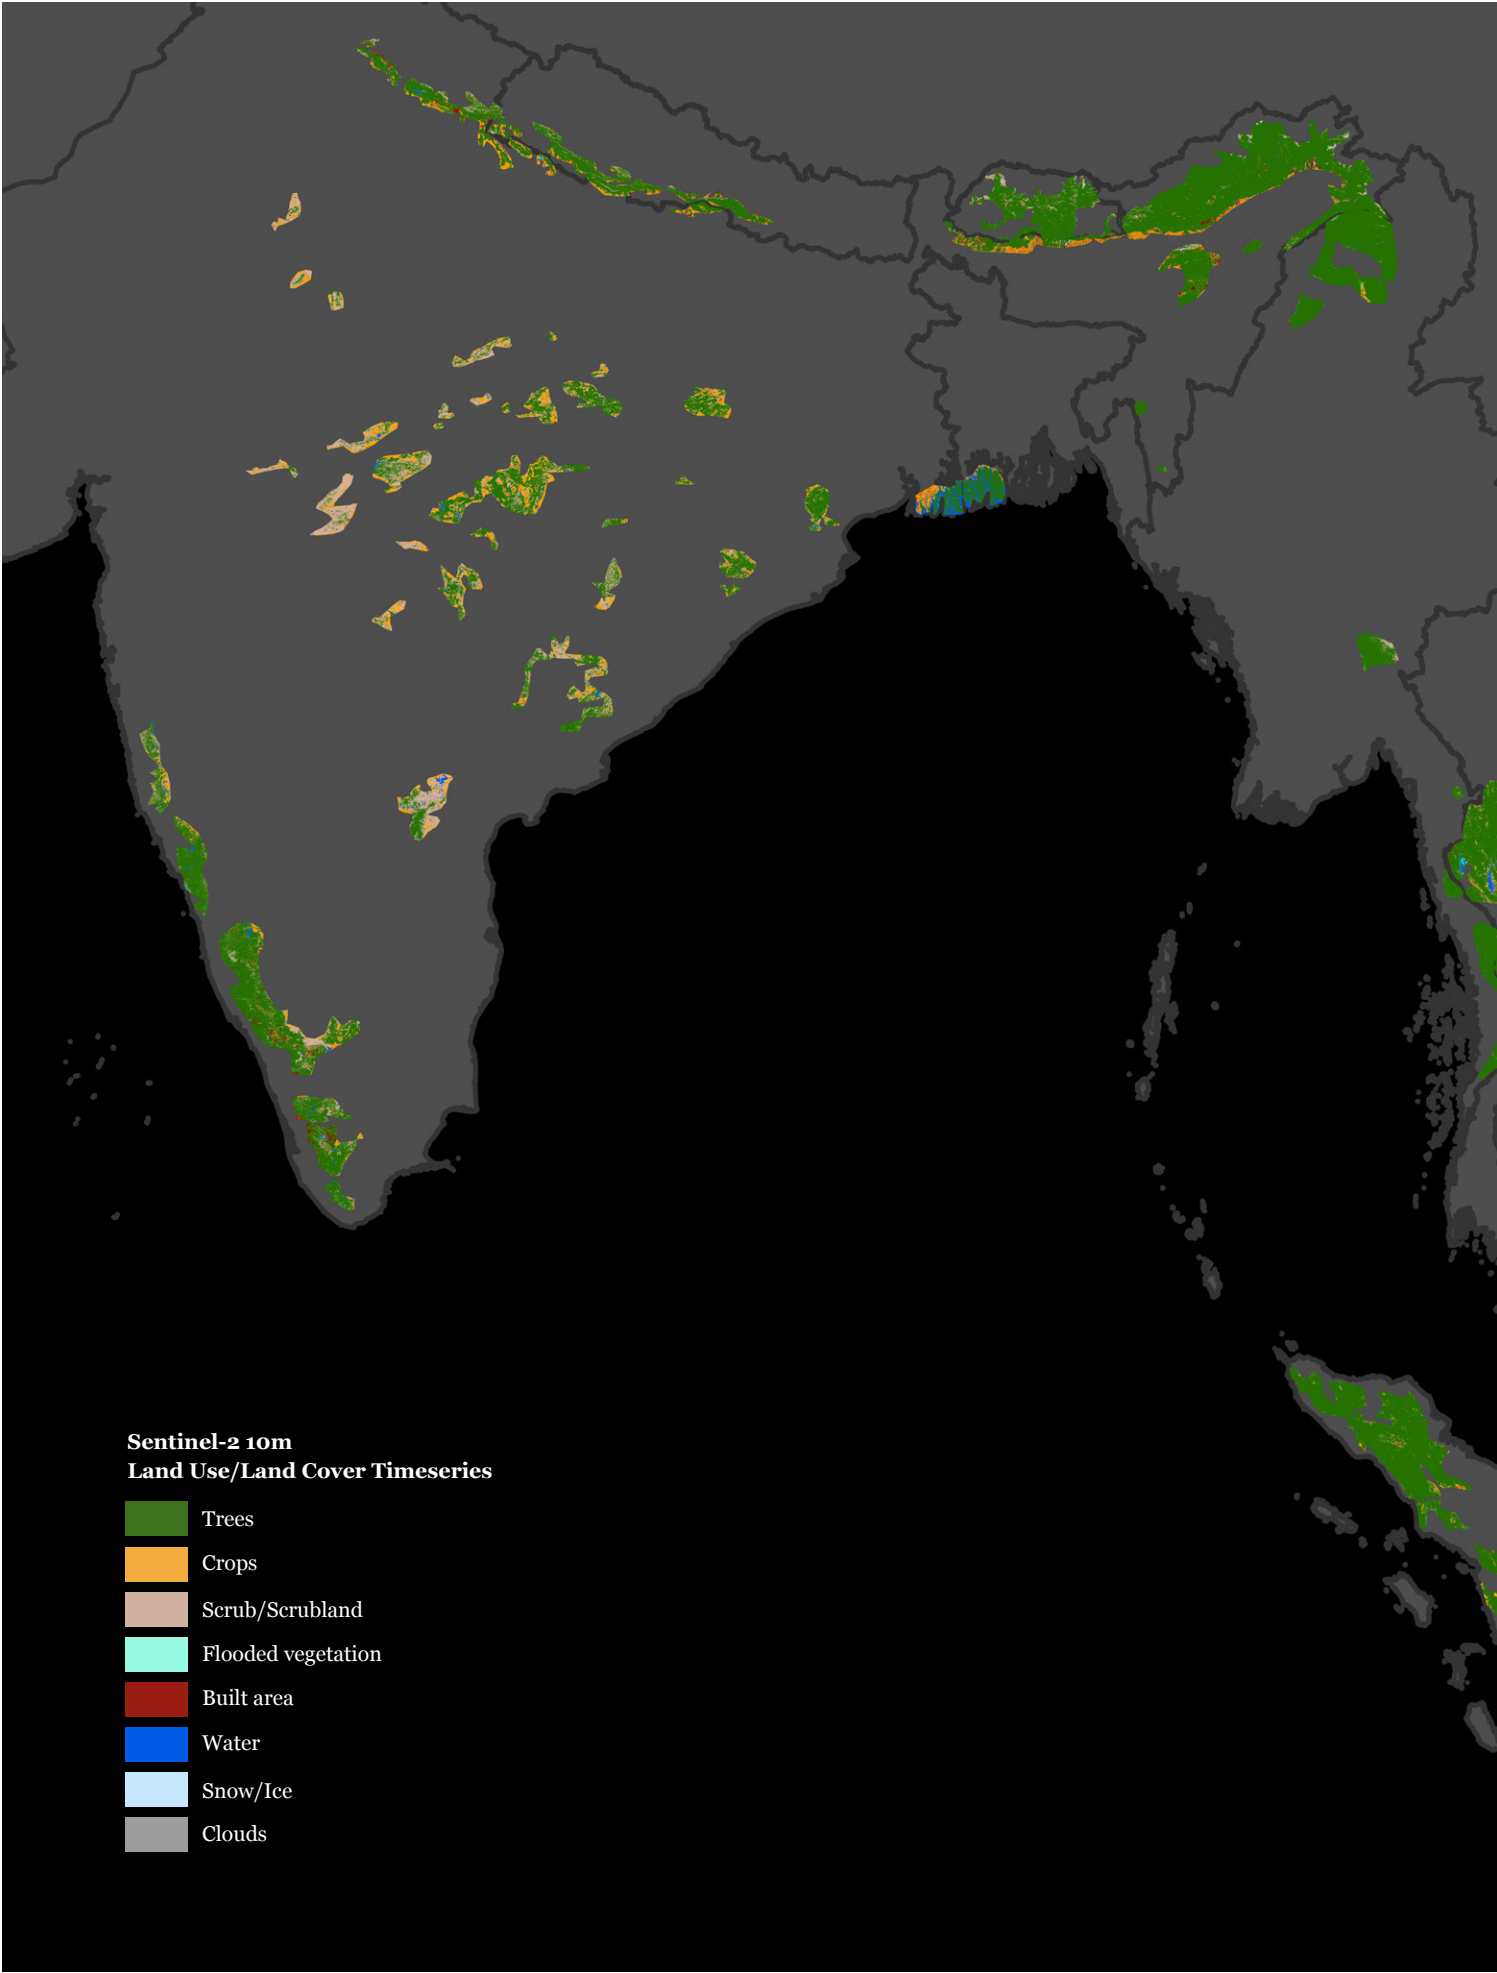 Sentinel-2 10m
Land Use/Land Cover Timeseries
Trees
Crops
Scrub/Scrubland
Flooded vegetation
Built area
Water
Snow/Ice
Clouds